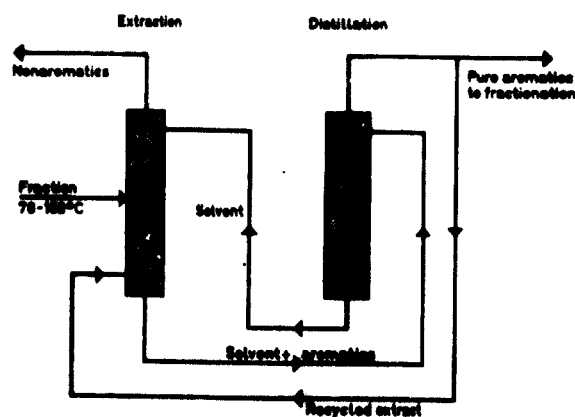 Extraction
Distillation
Nonaromatics
Pure aromatics
to fractionation
Fraction
Solvent
Solvent + aromatics
Recycled extract